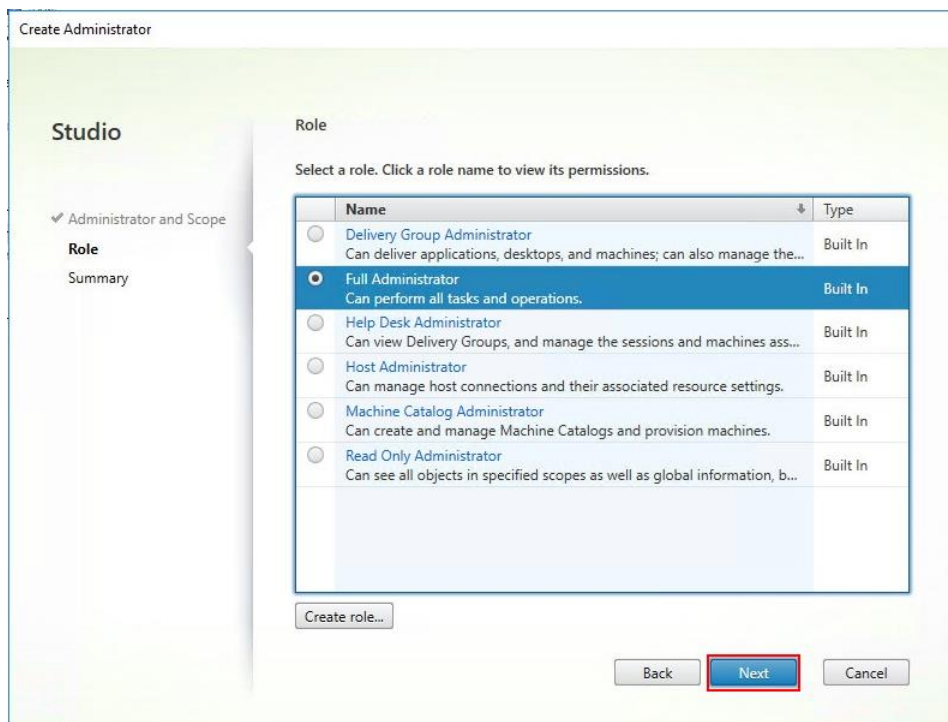 Create Administrator
Studio
Administrator and Scope
Role
Summary
Role
Select a role. Click a role name to view its permissions.
Name Type
Delivery Group Administrator
Can deliver applications, desktops, and machines; can also manage the...
Built In
Full Administrator
Can perform all tasks and operations.
Built In
Help Desk Administrator
Can view Delivery Groups, and manage the sessions and machines ass...
Built In
Host Administrator
Can manage host connections and their associated resource settings.
Built In
Machine Catalog Administrator
Can create and manage Machine Catalogs and provision machines.
Built In
Read Only Administrator
Can see all objects in specified scopes as well as global information, b...
Built In
Create role...
Back Next Cancel